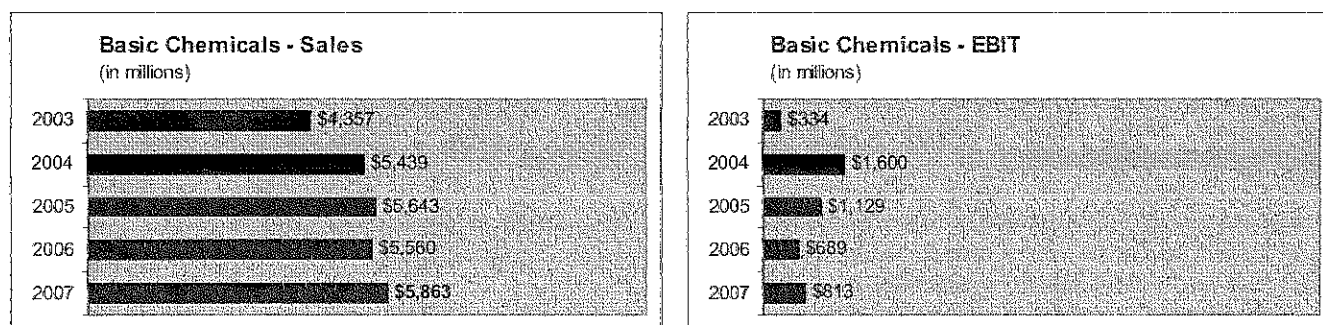 Basic Chemicals - Sales
(in millions)
2003 $4,357
2004 $5,439
2005 $5,643
2006 $5,560
2007 $5,863
Basic Chemicals - EBIT
(in millions)
2003 $334
2004 $1,600
2005 $1,129
2006 $689
2007 $813